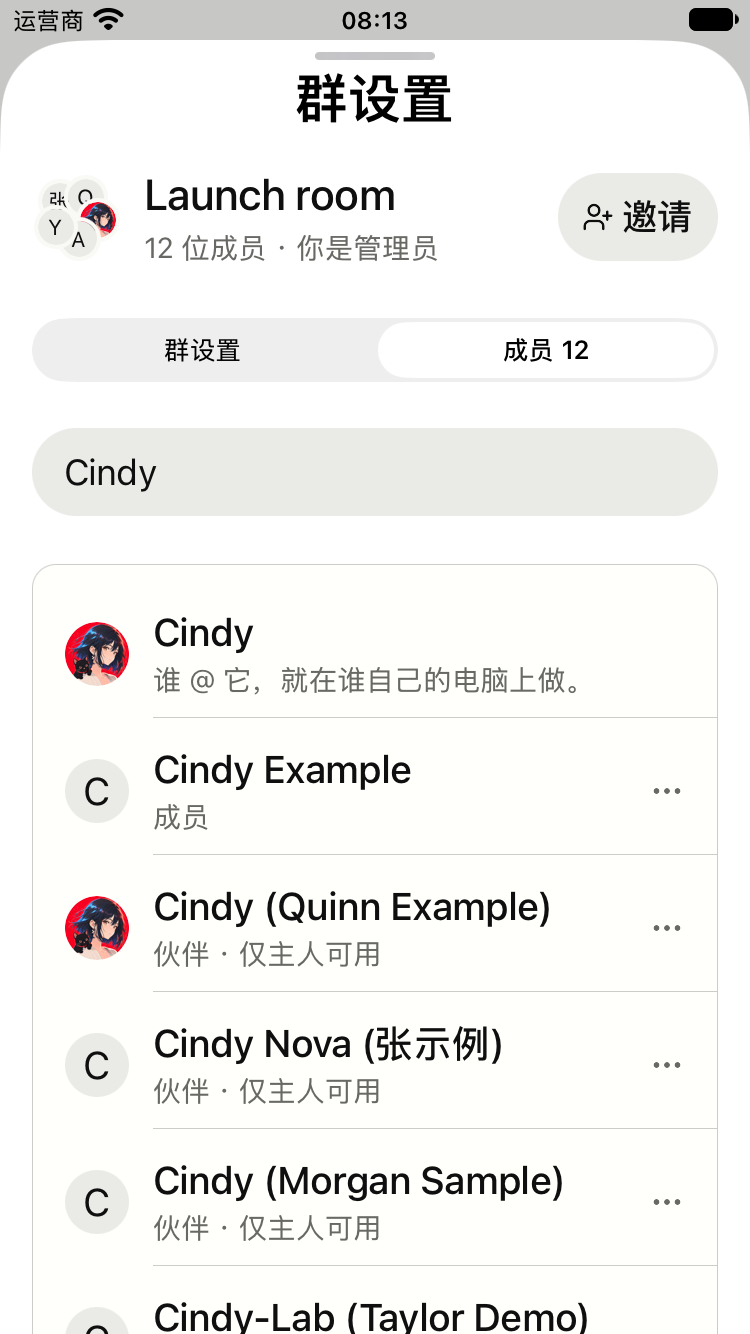 运营商
08:13
群设置
张 Q
Y A
Launch room
12 位成员 · 你是管理员
邀请
群设置
成员 12
Cindy
Cindy
谁 @ 它，就在谁自己的电脑上做。
C
Cindy Example
成员
Cindy (Quinn Example)
伙伴 · 仅主人可用
C
Cindy Nova (张示例)
伙伴 · 仅主人可用
C
Cindy (Morgan Sample)
伙伴 · 仅主人可用
Cindy-Lab (Taylor Demo)